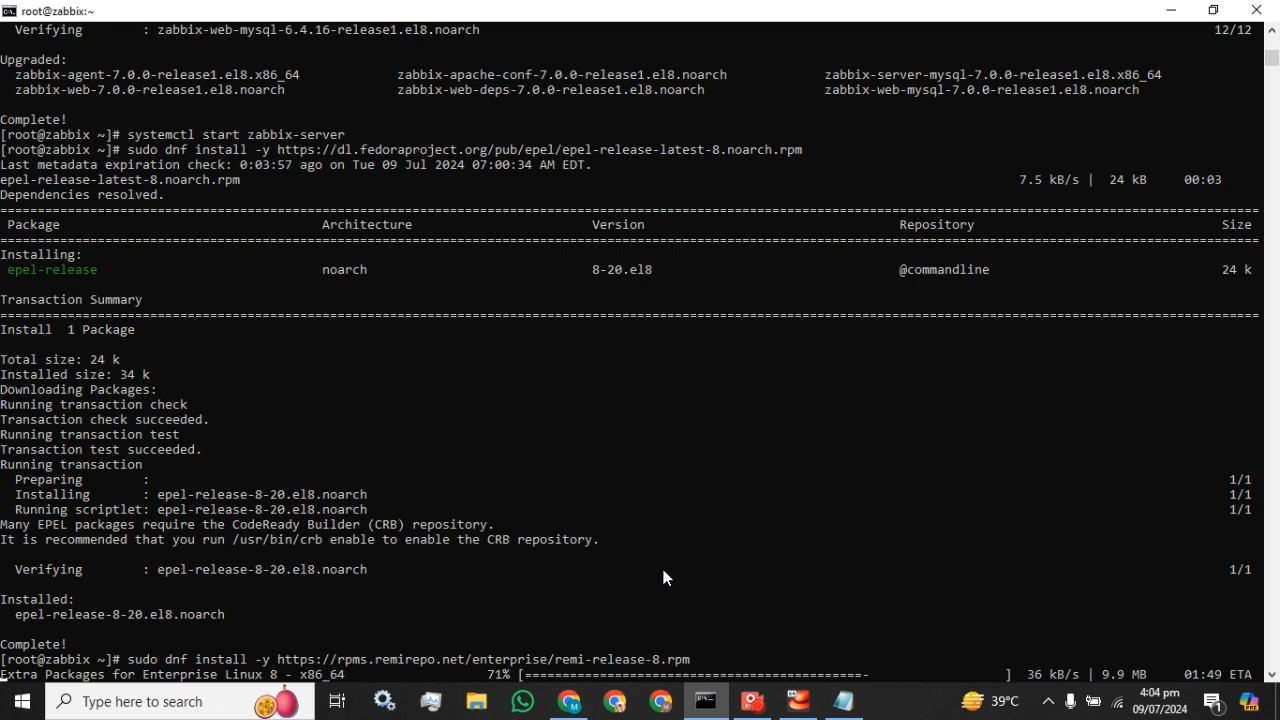 root@zabbix:~
Verifying : zabbix-web-mysql-6.4.16-release1.el8.noarch 12/12
Upgraded:
zabbix-agent-7.0.0-release1.el8.x86_64 zabbix-apache-conf-7.0.0-release1.el8.noarch zabbix-server-mysql-7.0.0-release1.el8.x86_64
zabbix-web-7.0.0-release1.el8.noarch zabbix-web-deps-7.0.0-release1.el8.noarch zabbix-web-mysql-7.0.0-release1.el8.noarch
Complete!
[root@zabbix ~]# systemctl start zabbix-server
[root@zabbix ~]# sudo dnf install -y https://dl.fedoraproject.org/pub/epel/epel-release-latest-8.noarch.rpm
Last metadata expiration check: 0:03:57 ago on Tue 09 Jul 2024 07:00:34 AM EDT.
epel-release-latest-8.noarch.rpm 7.5 kB/s | 24 kB 00:03
Dependencies resolved.
Package Architecture Version Repository Size
Installing:
epel-release noarch 8-20.el8 @commandline 24 k
Transaction Summary
Install 1 Package
Total size: 24 k
Installed size: 34 k
Downloading Packages:
Running transaction check
Transaction check succeeded.
Running transaction test
Transaction test succeeded.
Running transaction
Preparing : 1/1
Installing : epel-release-8-20.el8.noarch 1/1
Running scriptlet: epel-release-8-20.el8.noarch 1/1
Many EPEL packages require the CodeReady Builder (CRB) repository.
It is recommended that you run /usr/bin/crb enable to enable the CRB repository.
Verifying : epel-release-8-20.el8.noarch 1/1
Installed:
epel-release-8-20.el8.noarch
Complete!
[root@zabbix ~]# sudo dnf install -y https://rpms.remirepo.net/enterprise/remi-release-8.rpm
Extra Packages for Enterprise Linux 8 - x86_64 71% [==============================================- ] 36 kB/s | 9.9 MB 01:49 ETA
Type here to search
39°C
4:04 pm
09/07/2024